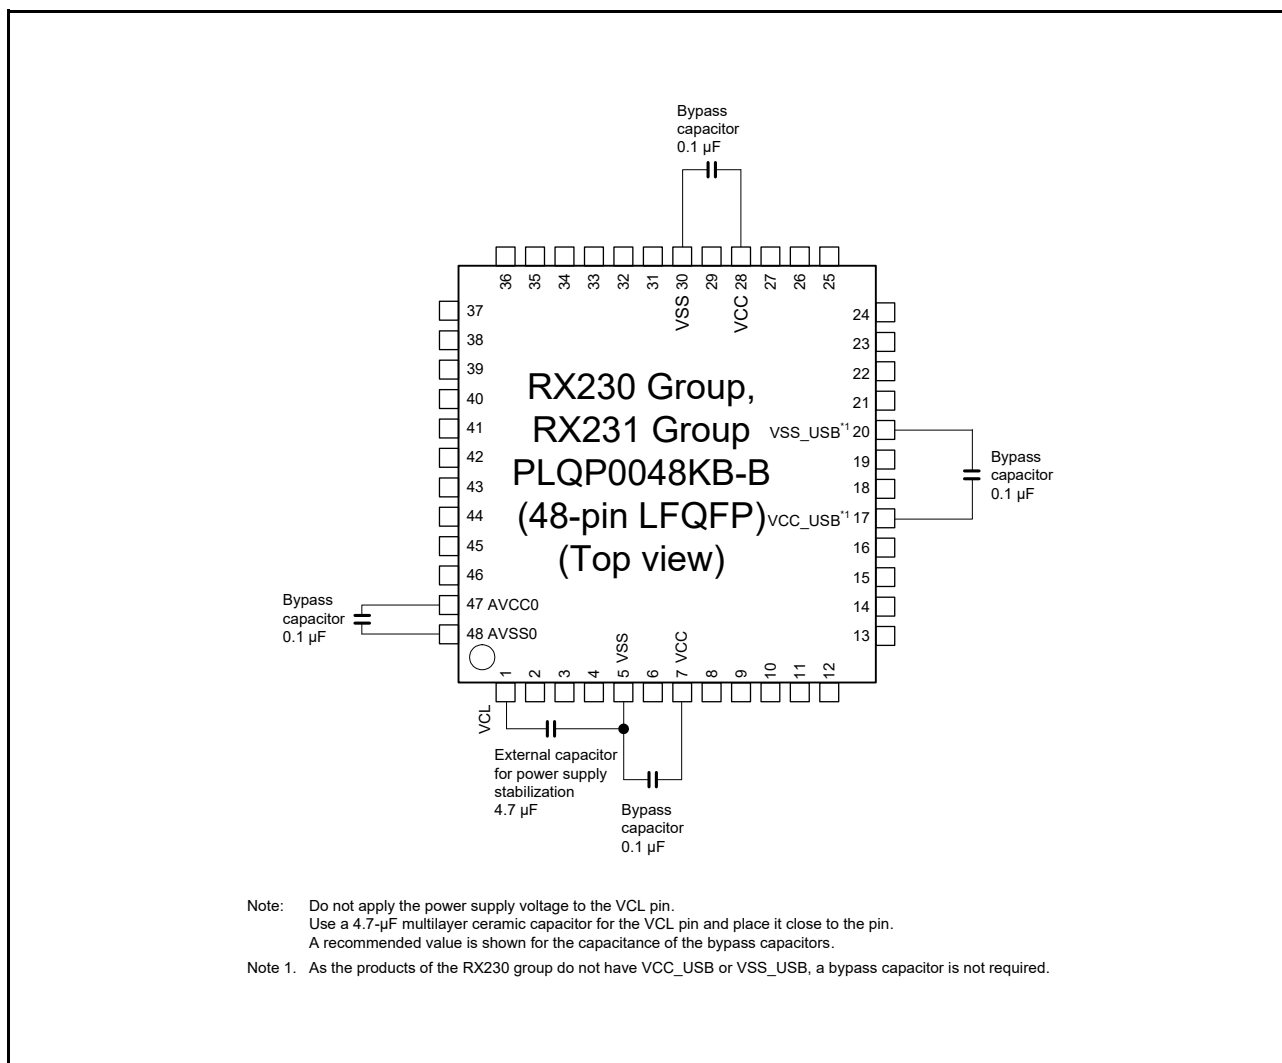 Bypass
capacitor
0.1 µF
36 35 34 33 32 31 VSS 30 29 VCC 28 27 26 25
37
38
39
40
41
42
43
44
45
46
47 AVCC0
48 AVSS0
24
23
22
21
VSS_USB*1 20
19
18
VCC_USB*1 17
16
15
14
13
RX230 Group,
RX231 Group
PLQP0048KB-B
(48-pin LFQFP)
(Top view)
Bypass
capacitor
0.1 µF
Bypass
capacitor
0.1 µF
1 2 3 4 5 VSS 6 7 VCC 8 9 10 11 12
VCL
External capacitor
for power supply
stabilization
4.7 µF
Bypass
capacitor
0.1 µF
Note: Do not apply the power supply voltage to the VCL pin.
Use a 4.7-µF multilayer ceramic capacitor for the VCL pin and place it close to the pin.
A recommended value is shown for the capacitance of the bypass capacitors.
Note 1. As the products of the RX230 group do not have VCC_USB or VSS_USB, a bypass capacitor is not required.